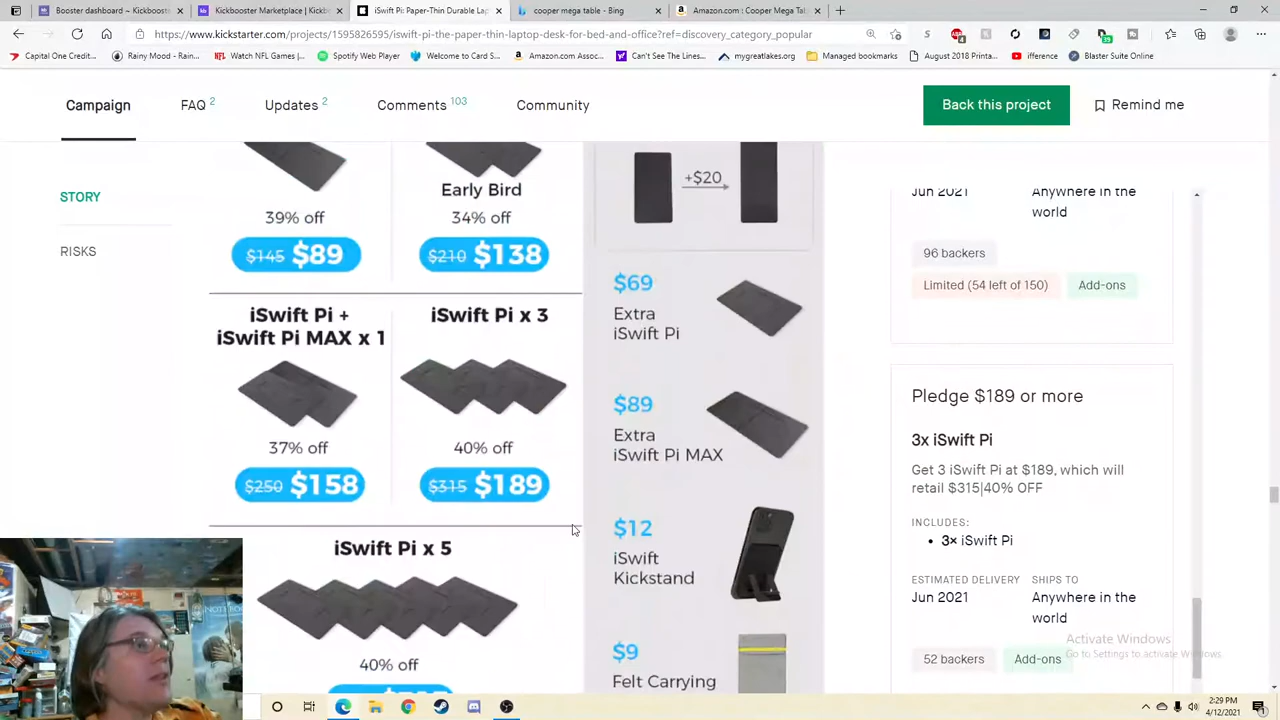 Booster dashboard ~ Kickbooste
Kickbooster Marketplace | Kickb
iSwift Pi: Paper-Thin Durable La
cooper mega table - Bing
Amazon.com : Cooper Mega Tab
https://www.kickstarter.com/projects/1595826595/iswift-pi-the-paper-thin-laptop-desk-for-bed-and-office?ref=discovery_category_popular
Capital One Credit...
Rainy Mood - Rain...
Watch NFL Games |...
Spotify Web Player
Welcome to Card S...
Amazon.com Assoc...
Can't See The Lines...
mygreatlakes.org
Managed bookmarks
August 2018 Printa...
ifference
Blaster Suite Online
Campaign
FAQ 2
Updates 2
Comments 103
Community
Back this project
Remind me
STORY
RISKS
39% off
$145 $89
Early Bird
34% off
$210 $138
iSwift Pi +
iSwift Pi MAX x 1
37% off
$250 $158
iSwift Pi x 3
40% off
$315 $189
iSwift Pi x 5
40% off
+$20
$69
Extra
iSwift Pi
$89
Extra
iSwift Pi MAX
$12
iSwift
Kickstand
$9
Felt Carrying
Jun 2021
Anywhere in the
world
96 backers
Limited (54 left of 150)
Add-ons
Pledge $189 or more
3x iSwift Pi
Get 3 iSwift Pi at $189, which will
retail $315|40% OFF
INCLUDES:
3× iSwift Pi
ESTIMATED DELIVERY
Jun 2021
SHIPS TO
Anywhere in the
world
52 backers
Add-ons
Activate Windows
Go to Settings to activate Windows.
2:29 PM
4/12/2021